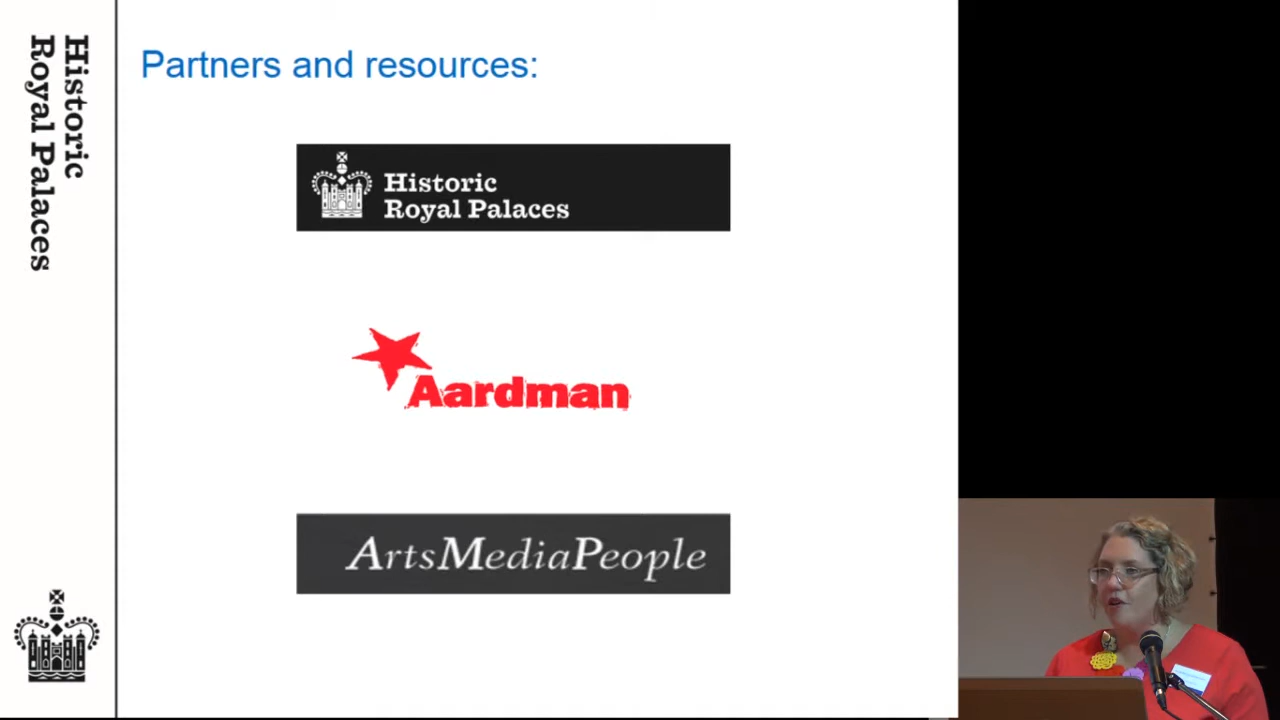 Historic
Royal Palaces
Partners and resources:
Historic
Royal Palaces
Aardman
ArtsMediaPeople